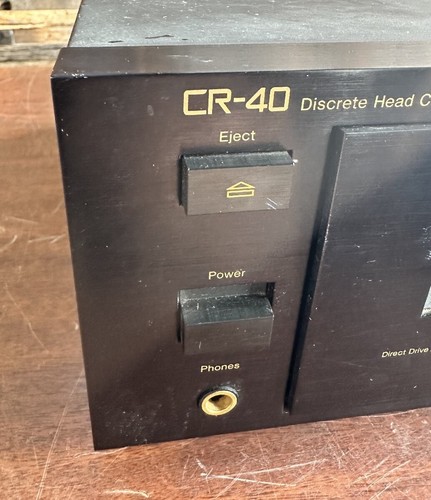 CR-40 Discrete Head
Eject
Power
Direct Drive
Phones